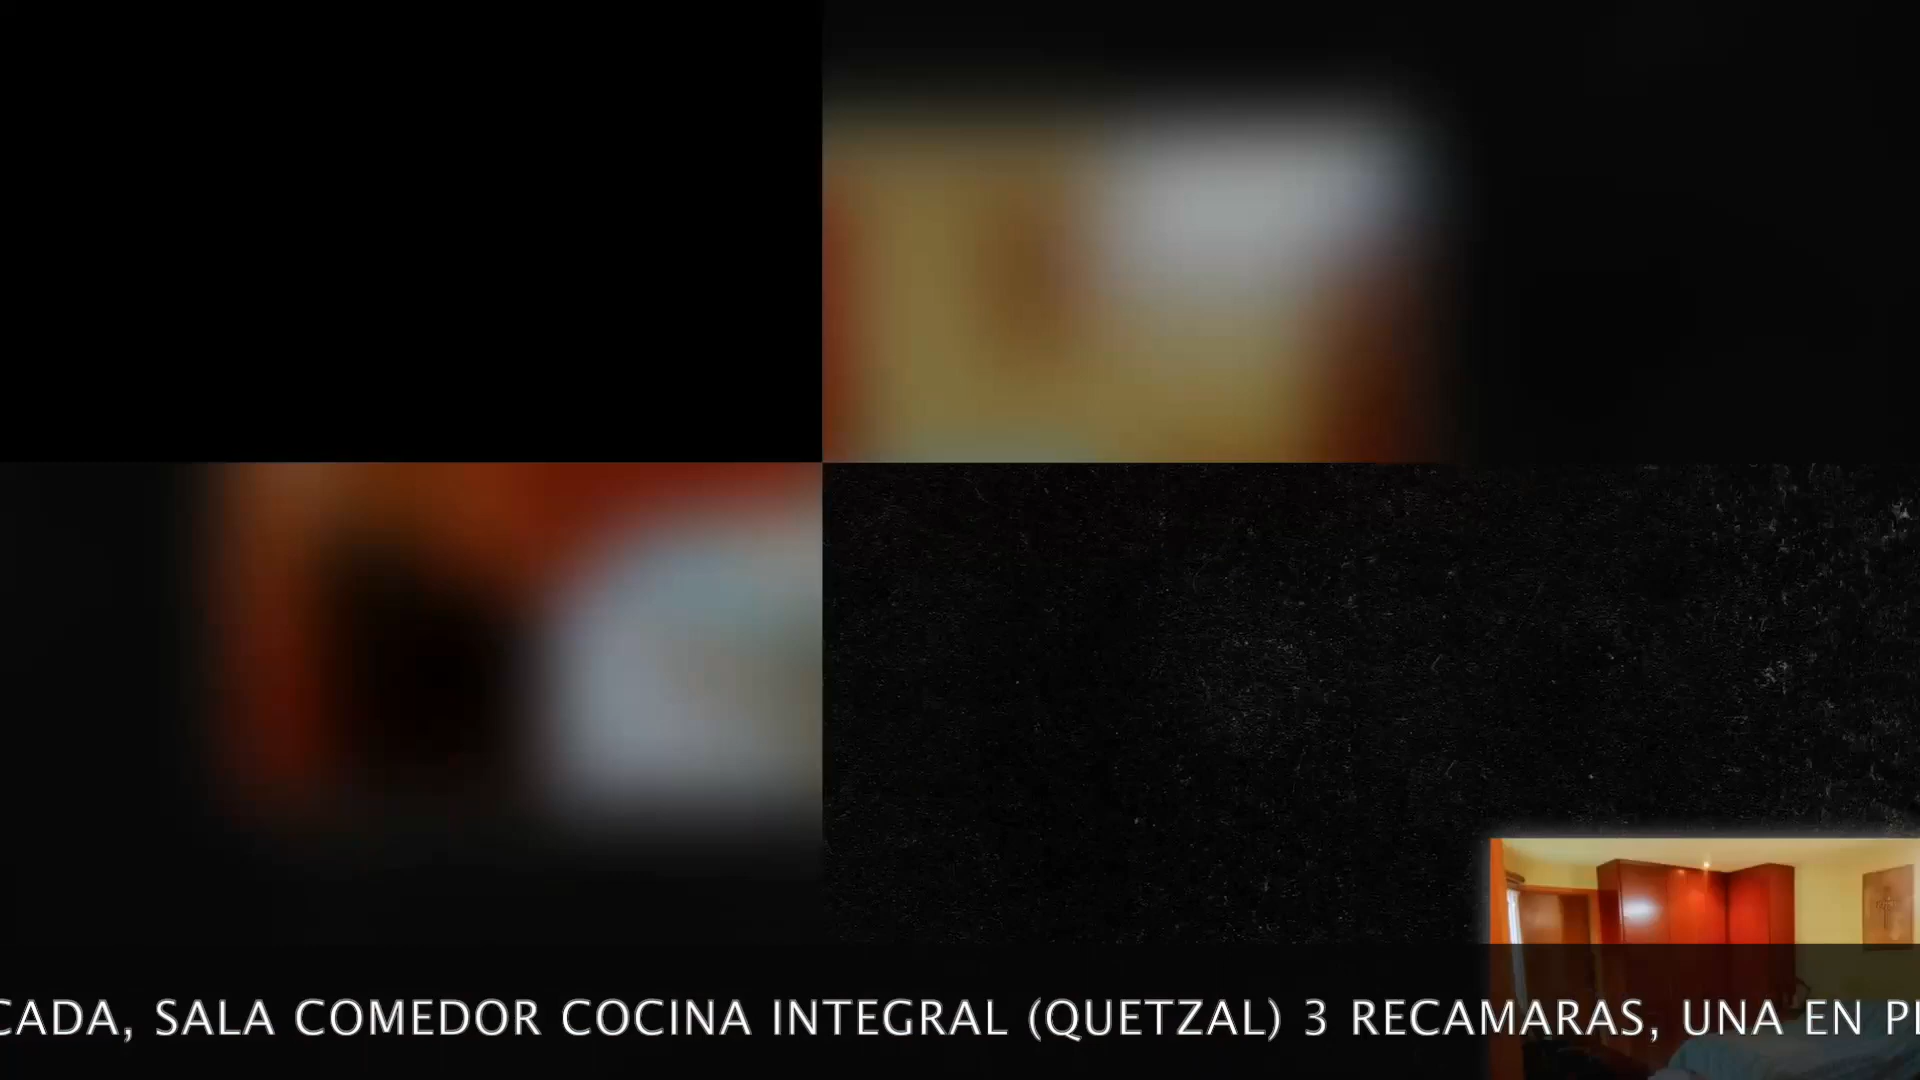 CADA, SALA COMEDOR COCINA INTEGRAL (QUETZAL) 3 RECAMARAS, UNA EN